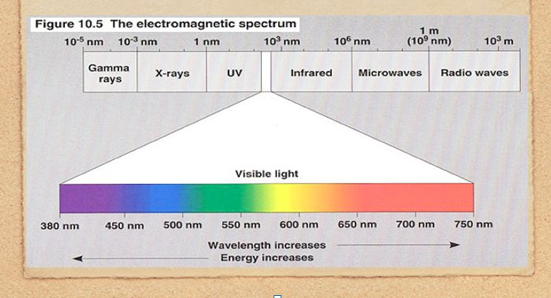 Figure 10.5 The electromagnetic spectrum
1 m
10⁻⁵ nm 10⁻³ nm 1 nm 10³ nm 10⁶ nm (10⁹ nm) 10³ m
Gamma rays X-rays UV Infrared Microwaves Radio waves
Visible light
380 nm 450 nm 500 nm 550 nm 600 nm 650 nm 700 nm 750 nm
Wavelength increases
Energy increases